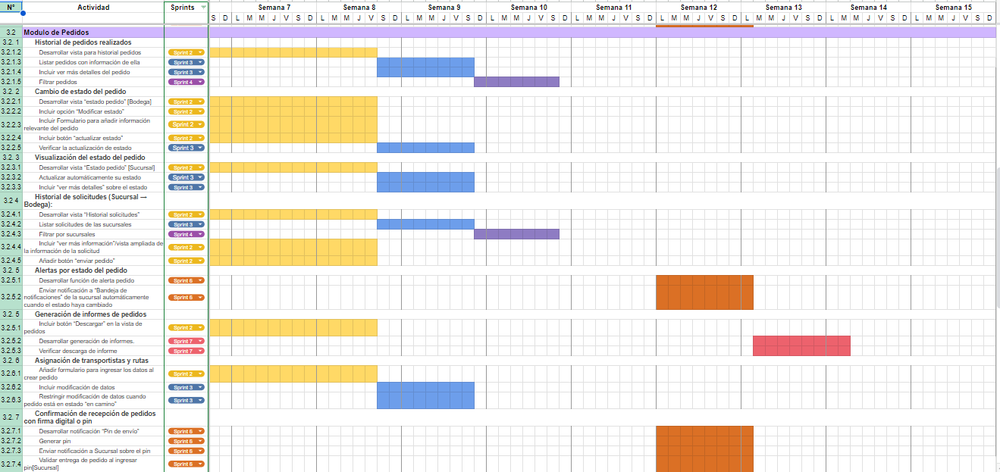 N° Actividad Sprints Semana 7 Semana 8 Semana 9 Semana 10 Semana 11 Semana 12 Semana 13 Semana 14 Semana 15
S D L M M J V S D L M M J V S D L M M J V S D L M M J V S D L M M J V S D L M M J V S D L M M J V S D L M M J V S D L M M J V S D
3.2 Modulo de Pedidos
3.2. 1 Historial de pedidos realizados
3.2.1.2 Desarrollar vista para historial pedidos Sprint 2
3.2.1.3 Listar pedidos con información de ella Sprint 3
3.2.1.4 Incluir ver más detalles del pedido Sprint 3
3.2.1.5 Filtrar pedidos Sprint 4
3.2. 2 Cambio de estado del pedido
3.2.2.1 Desarrollar vista “estado pedido” [Bodega] Sprint 2
3.2.2.2 Incluir opción “Modificar estado” Sprint 2
3.2.2.3 Incluir Formulario para añadir información
relevante del pedido Sprint 2
3.2.2.4 Incluir botón “actualizar estado” Sprint 2
3.2.2.5 Verificar la actualización de estado Sprint 3
3.2. 3 Visualización del estado del pedido
3.2.3.1 Desarrollar vista “Estado pedido” [Sucursal] Sprint 2
3.2.3.2 Actualizar automáticamente su estado Sprint 3
3.2.3.3 Incluir “ver más detalles” sobre el estado Sprint 3
3.2 4 Historial de solicitudes (Sucursal →
Bodega):
3.2.4.1 Desarrollar vista “Historial solicitudes” Sprint 2
3.2.4.2 Listar solicitudes de las sucursales Sprint 3
3.2.4.3 Filtrar por sucursales Sprint 4
3.2.4.4 Incluir “ver más información”/vista ampliada de
la información de la solicitud Sprint 2
3.2.4.5 Añadir botón “enviar pedido” Sprint 2
3.2. 5 Alertas por estado del pedido
3.2.5.1 Desarrollar función de alerta pedido Sprint 6
3.2.5.2 Enviar notificación a “Bandeja de
notificaciones” de la sucursal automáticamente
cuando el estado haya cambiado Sprint 6
3.2. 5 Generación de informes de pedidos
3.2.5.1 Incluir botón “Descargar” en la vista de
pedidos Sprint 2
3.2.5.2 Desarrollar generación de informes. Sprint 7
3.2.5.3 Verificar descarga de informe Sprint 7
3.2. 6 Asignación de transportistas y rutas
3.2.6.1 Añadir formulario para ingresar los datos al
crear pedido Sprint 2
3.2.6.2 Incluir modificación de datos Sprint 3
3.2.6.3 Restringir modificación de datos cuando
pedido está en estado “en camino” Sprint 3
3.2. 7 Confirmación de recepción de pedidos
con firma digital o pin
3.2.7.1 Desarrollar notificación “Pin de envío” Sprint 6
3.2.7.2 Generar pin Sprint 6
3.2.7.3 Enviar notificación a Sucursal sobre el pin Sprint 6
3.2.7.4 Validar entrega de pedido al ingresar
pin[Sucursal] Sprint 6